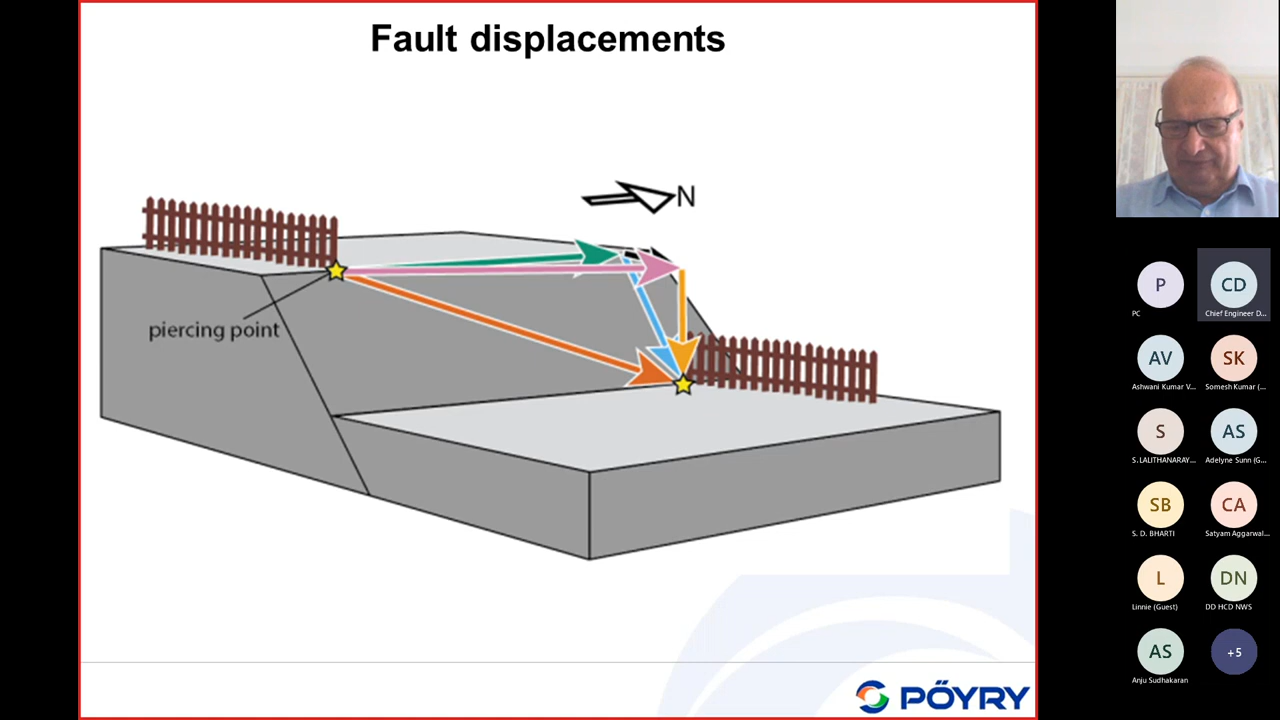 Fault displacements
N
piercing point
PÖYRY
P
CD
PC
Chief Engineer D...
AV
SK
Ashwani Kumar V...
Somesh Kumar (...
S
AS
S. LALITHANARAY...
Adelyne Sunn (G...
SB
CA
S. D. BHARTI
Satyam Aggarwal...
L
DN
Linnie (Guest)
DD HCD NWS
AS
+5
Anju Sudhakaran